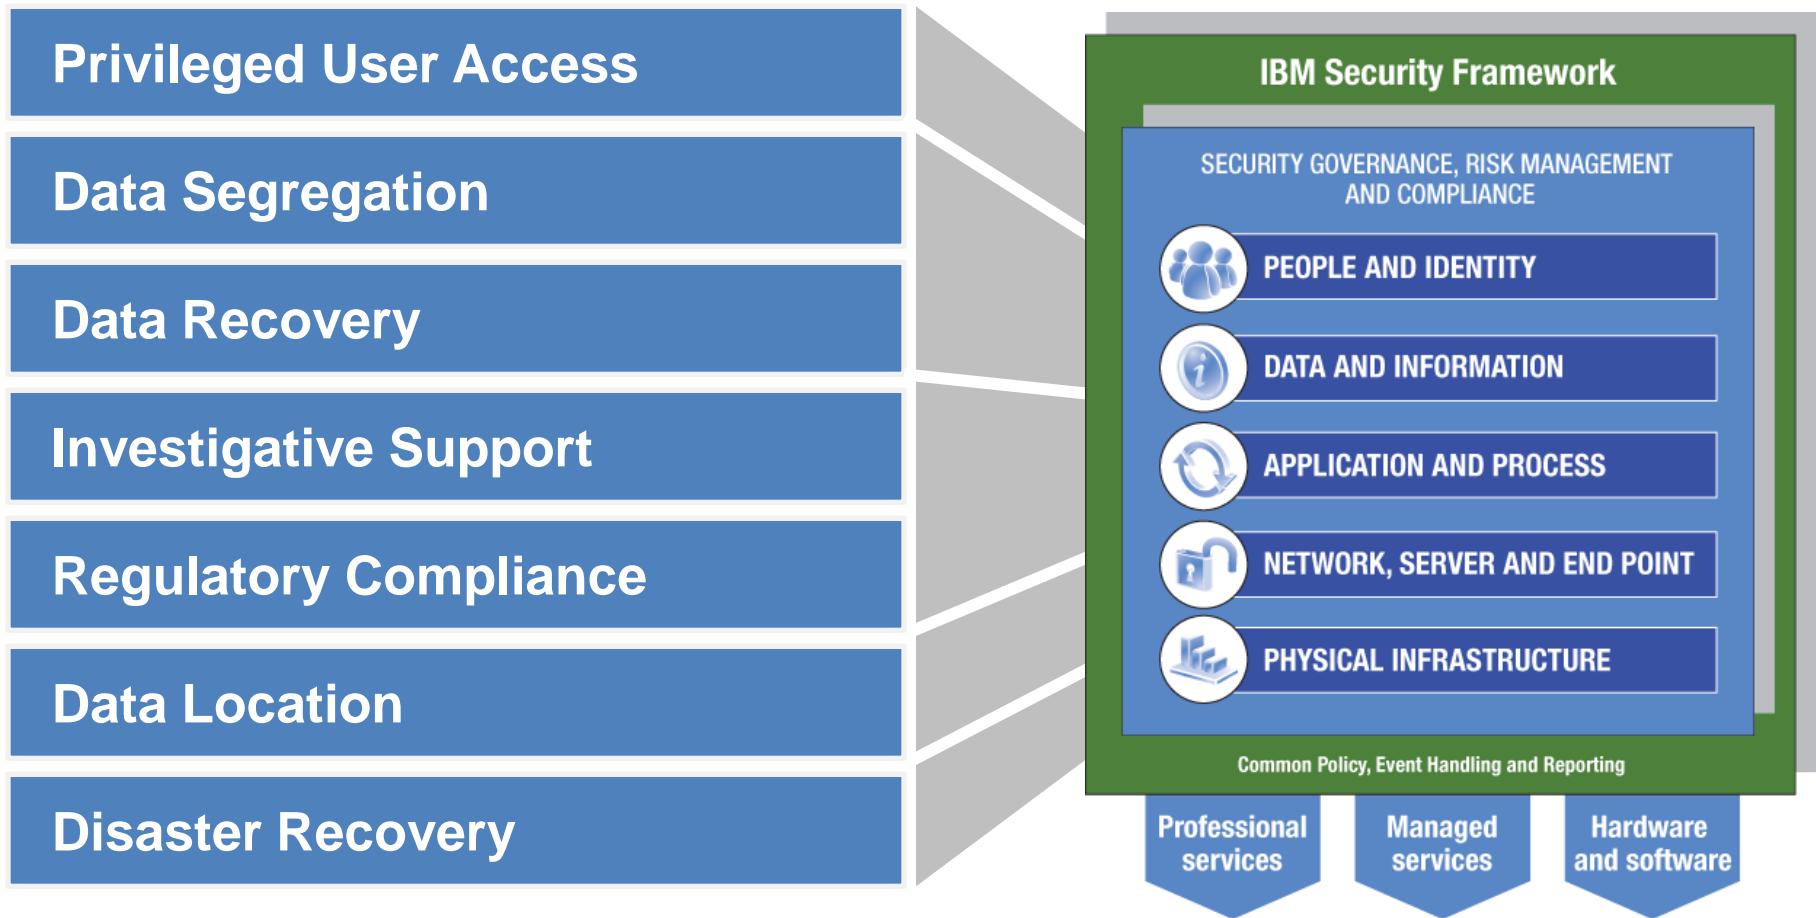 Privileged User Access
Data Segregation
Data Recovery
Investigative Support
Regulatory Compliance
Data Location
Disaster Recovery
IBM Security Framework
SECURITY GOVERNANCE, RISK MANAGEMENT
AND COMPLIANCE
PEOPLE AND IDENTITY
DATA AND INFORMATION
APPLICATION AND PROCESS
NETWORK, SERVER AND END POINT
PHYSICAL INFRASTRUCTURE
Common Policy, Event Handling and Reporting
Professional
services
Managed
services
Hardware
and software